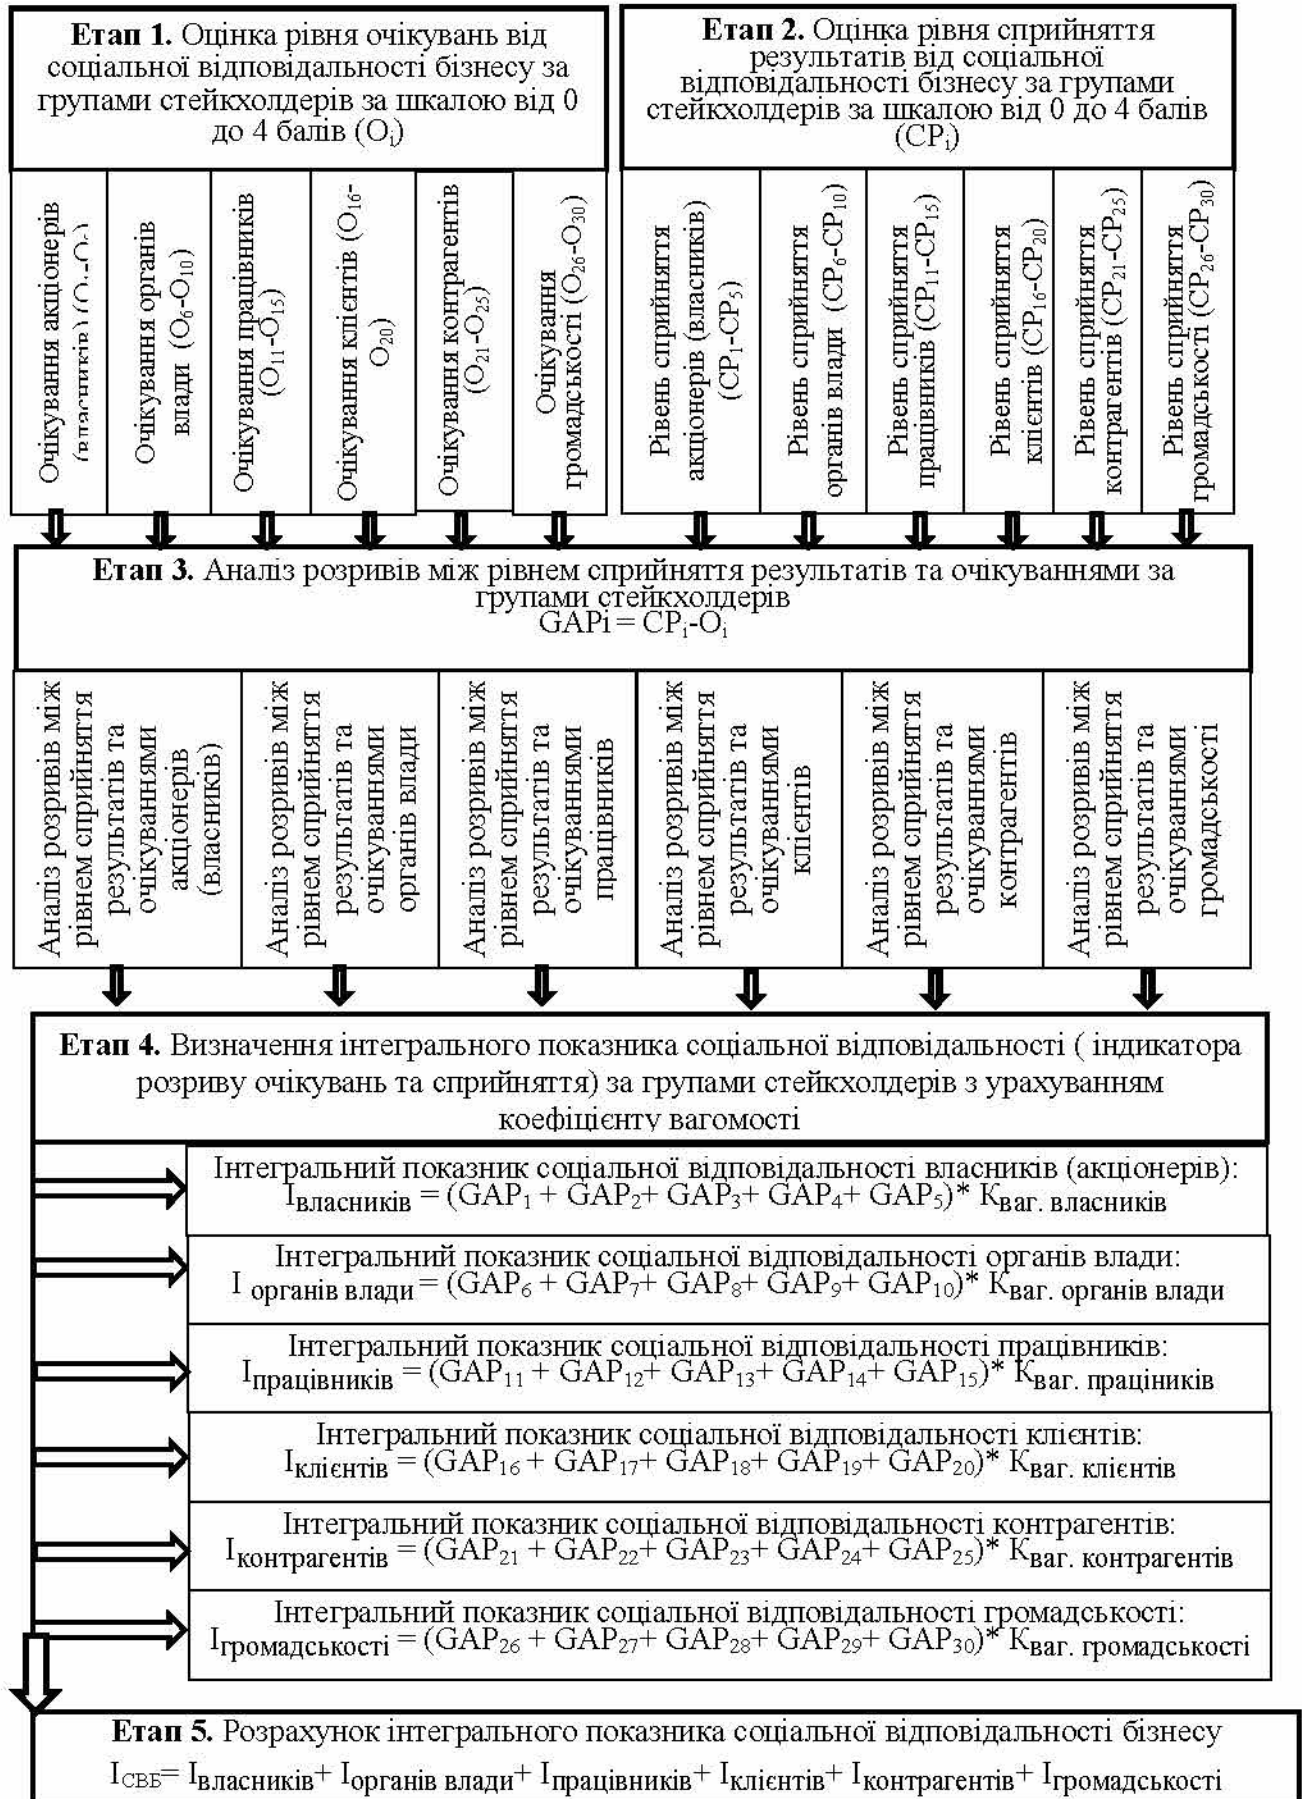 Етап 1. Оцінка рівня очікувань від
соціальної відповідальності бізнесу за
групами стейкхолдерів за шкалою від 0
до 4 балів (Oᵢ)
Етап 2. Оцінка рівня сприйняття
результатів від соціальної
відповідальності бізнесу за групами
стейкхолдерів за шкалою від 0 до 4 балів
(CPᵢ)
Очікування акціонерів
Очікування органів
влади (O₆-O₁₀)
Очікування працівників
(O₁₁-O₁₅)
Очікування клієнтів (O₁₆-
O₂₀)
Очікування контрагентів
(O₂₁-O₂₅)
Очікування
громадськості (O₂₆-O₃₀)
Рівень сприйняття
акціонерів (власників)
(CP₁-CP₅)
Рівень сприйняття
органів влади (CP₆-CP₁₀)
Рівень сприйняття
працівників (CP₁₁-CP₁₅)
Рівень сприйняття
клієнтів (CP₁₆-CP₂₀)
Рівень сприйняття
контрагентів (CP₂₁-CP₂₅)
Рівень сприйняття
громадськості (CP₂₆-CP₃₀)
Етап 3. Аналіз розривів між рівнем сприйняття результатів та очікуваннями за
групами стейкхолдерів
GAPi = CPᵢ-Oᵢ
Аналіз розривів між
рівнем сприйняття
результатів та
очікуваннями
акціонерів
(власників)
Аналіз розривів між
рівнем сприйняття
результатів та
очікуваннями
органів влади
Аналіз розривів між
рівнем сприйняття
результатів та
очікуваннями
працівників
Аналіз розривів між
рівнем сприйняття
результатів та
очікуваннями
клієнтів
Аналіз розривів між
рівнем сприйняття
результатів та
очікуваннями
контрагентів
Аналіз розривів між
рівнем сприйняття
результатів та
очікуваннями
громадськості
Етап 4. Визначення інтегрального показника соціальної відповідальності ( індикатора
розриву очікувань та сприйняття) за групами стейкхолдерів з урахуванням
коефіцієнту вагомості
Інтегральний показник соціальної відповідальності власників (акціонерів):
Iвласників = (GAP₁ + GAP₂+ GAP₃+ GAP₄+ GAP₅)* Kваг. власників
Інтегральний показник соціальної відповідальності органів влади:
I органів влади = (GAP₆ + GAP₇+ GAP₈+ GAP₉+ GAP₁₀)* Kваг. органів влади
Інтегральний показник соціальної відповідальності працівників:
Iпрацівників = (GAP₁₁ + GAP₁₂+ GAP₁₃+ GAP₁₄+ GAP₁₅)* Kваг. праціників
Інтегральний показник соціальної відповідальності клієнтів:
Iклієнтів = (GAP₁₆ + GAP₁₇+ GAP₁₈+ GAP₁₉+ GAP₂₀)* Kваг. клієнтів
Інтегральний показник соціальної відповідальності контрагентів:
Iконтрагентів = (GAP₂₁ + GAP₂₂+ GAP₂₃+ GAP₂₄+ GAP₂₅)* Kваг. контрагентів
Інтегральний показник соціальної відповідальності громадськості:
Iгромадськості = (GAP₂₆ + GAP₂₇+ GAP₂₈+ GAP₂₉+ GAP₃₀)* Kваг. громадськості
Етап 5. Розрахунок інтегрального показника соціальної відповідальності бізнесу
IСВБ= Iвласників+ Iорганів влади+ Iпрацівників+ Iклієнтів+ Iконтрагентів+ Iгромадськості